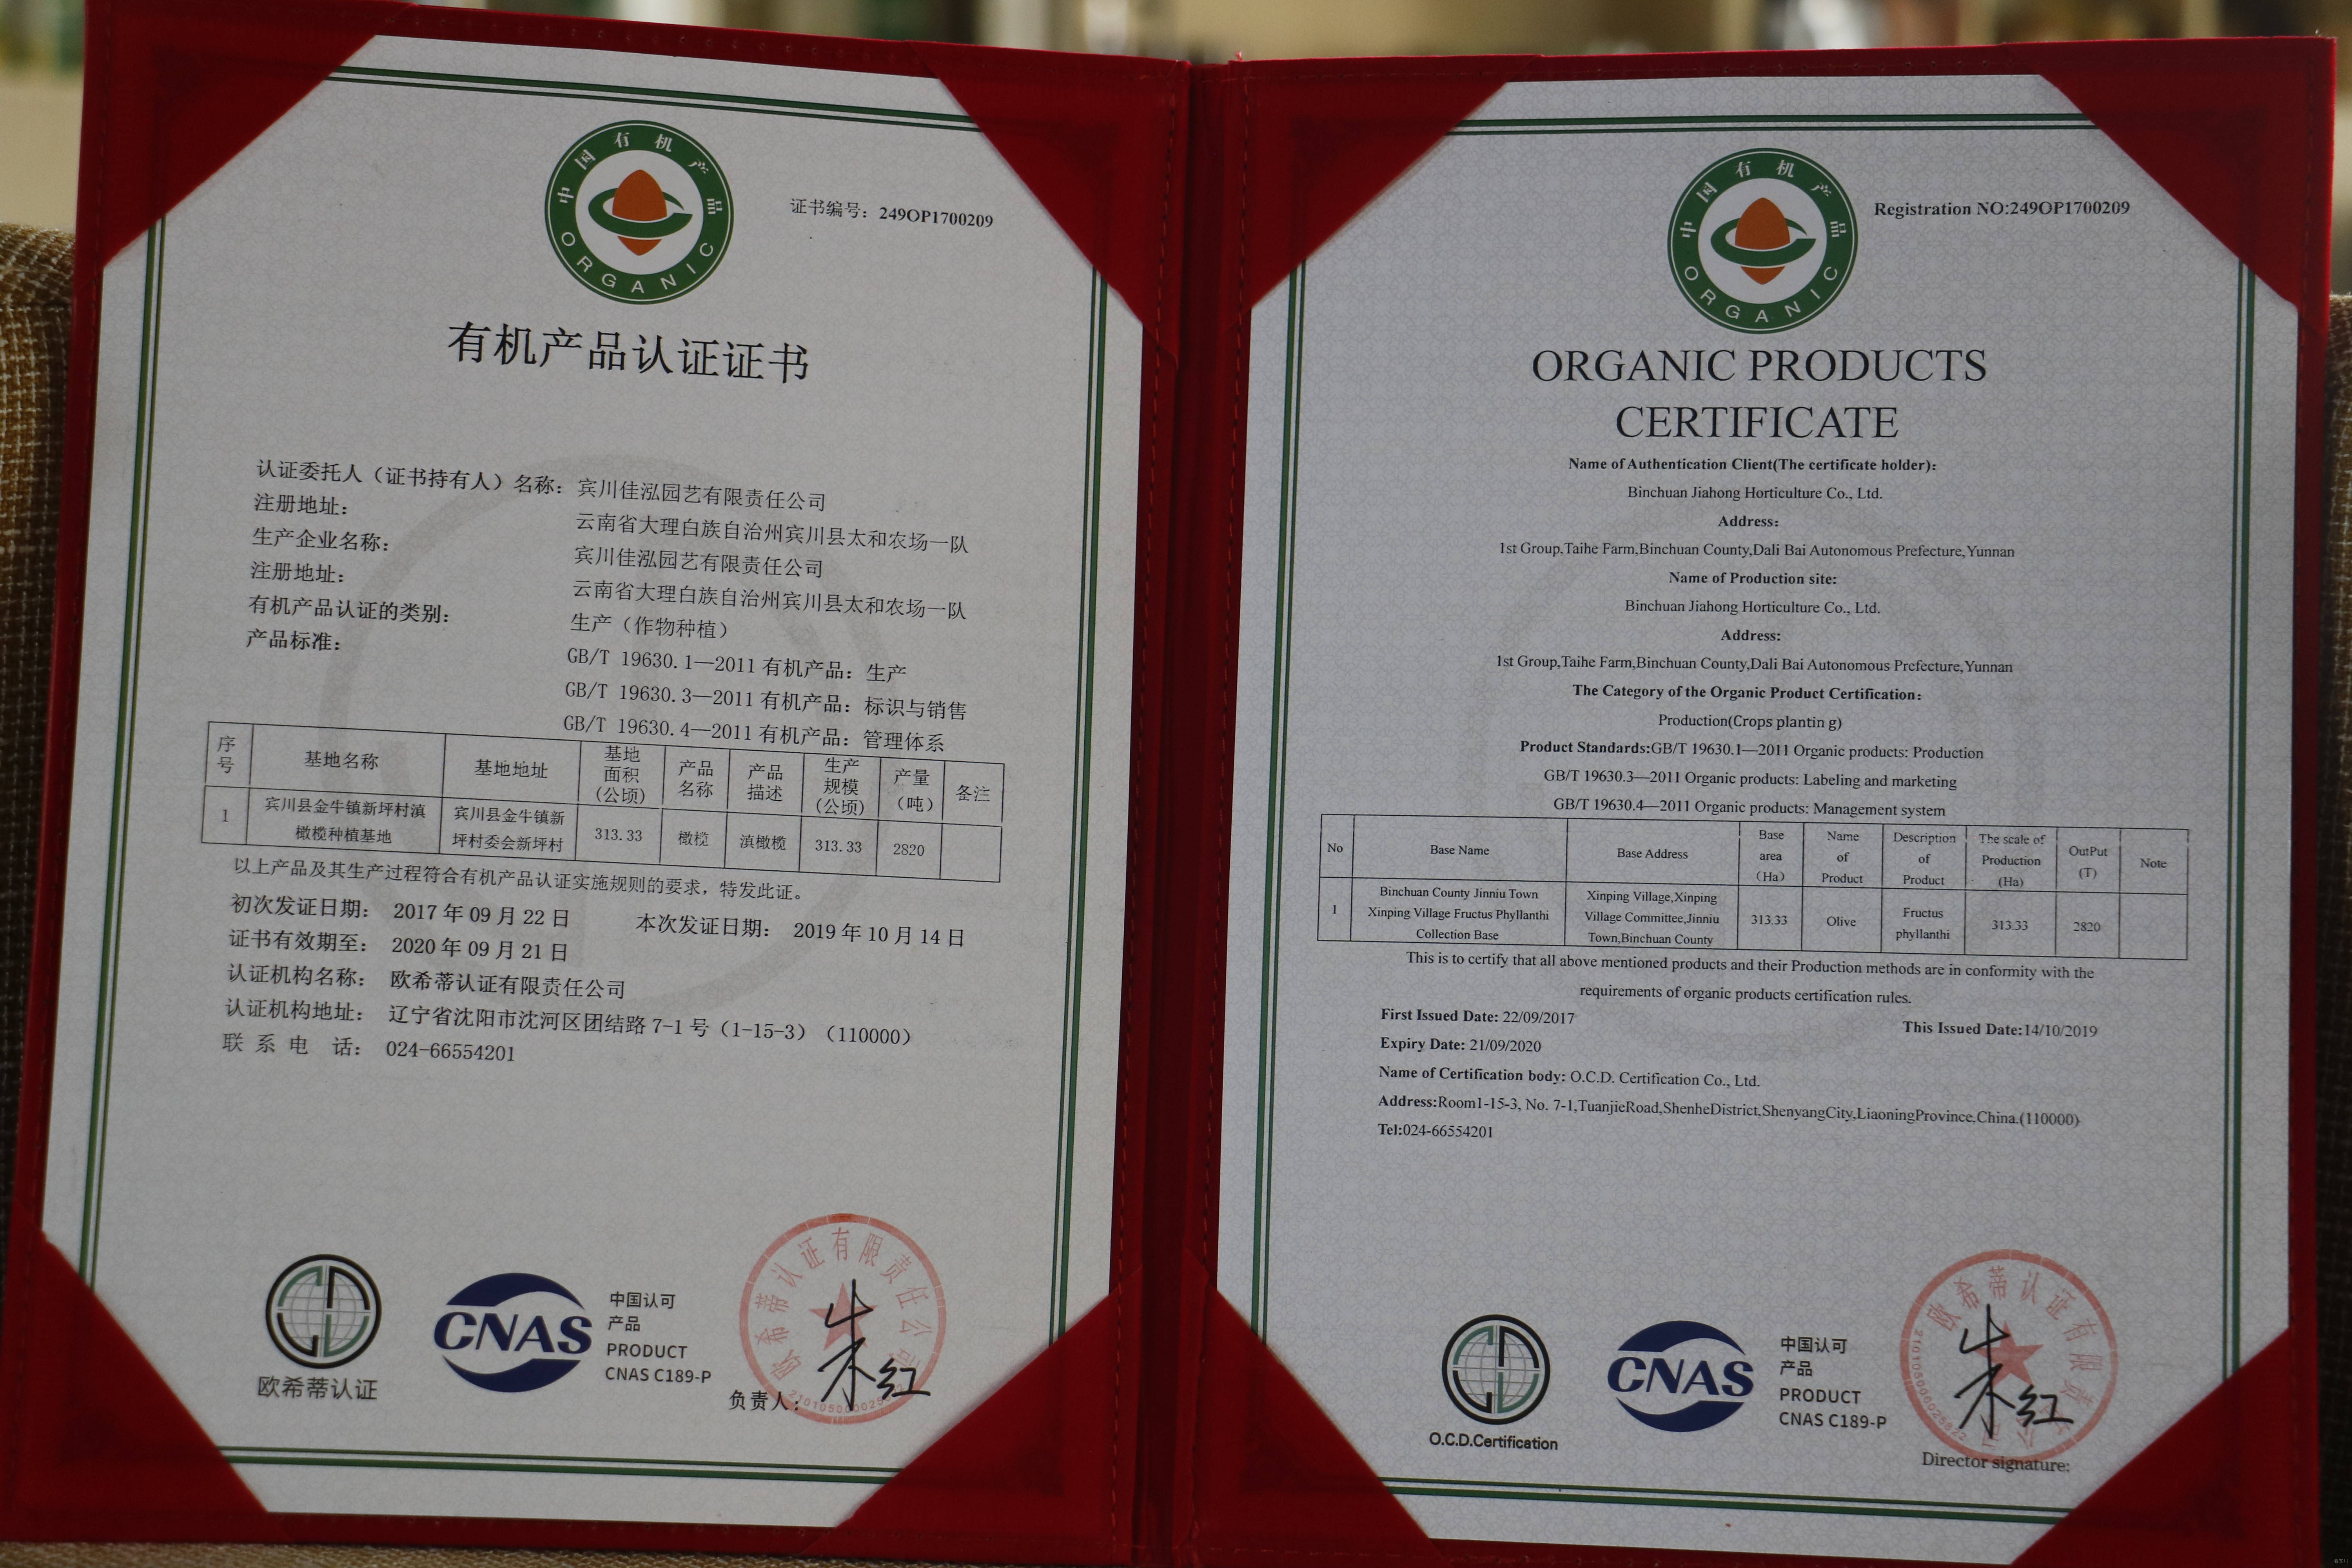 中国有机产品
ORGANIC
证书编号：249OP1700209
有机产品认证证书
认证委托人（证书持有人）名称：宾川佳泓园艺有限责任公司
注册地址：云南省大理白族自治州宾川县太和农场一队
生产企业名称：宾川佳泓园艺有限责任公司
注册地址：云南省大理白族自治州宾川县太和农场一队
有机产品认证的类别：生产（作物种植）
产品标准：GB/T 19630.1—2011 有机产品：生产
GB/T 19630.3—2011 有机产品：标识与销售
GB/T 19630.4—2011 有机产品：管理体系
序号 基地名称 基地地址 基地面积(公顷) 产品名称 产品描述 生产规模(公顷) 产量（吨） 备注
1 宾川县金牛镇新坪村滇橄榄种植基地 宾川县金牛镇新坪村委会新坪村 313.33 橄榄 滇橄榄 313.33 2820
以上产品及其生产过程符合有机产品认证实施规则的要求，特发此证。
初次发证日期：2017 年 09 月 22 日 本次发证日期：2019 年 10 月 14 日
证书有效期至：2020 年 09 月 21 日
认证机构名称：欧希蒂认证有限责任公司
认证机构地址：辽宁省沈阳市沈河区团结路 7-1 号（1-15-3）（110000）
联 系 电 话：024-66554201
欧希蒂认证
CNAS
中国认可
产品
PRODUCT
CNAS C189-P
欧希蒂认证有限责任公司
负责人：朱红
中国有机产品
ORGANIC
Registration NO:249OP1700209
ORGANIC PRODUCTS
CERTIFICATE
Name of Authentication Client(The certificate holder):
Binchuan Jiahong Horticulture Co., Ltd.
Address:
1st Group,Taihe Farm,Binchuan County,Dali Bai Autonomous Prefecture,Yunnan
Name of Production site:
Binchuan Jiahong Horticulture Co., Ltd.
Address:
1st Group,Taihe Farm,Binchuan County,Dali Bai Autonomous Prefecture,Yunnan
The Category of the Organic Product Certification:
Production(Crops plantin g)
Product Standards:GB/T 19630.1—2011 Organic products: Production
GB/T 19630.3—2011 Organic products: Labeling and marketing
GB/T 19630.4—2011 Organic products: Management system
No Base Name Base Address Base area (Ha) Name of Product Description of Product The scale of Production (Ha) OutPut (T) Note
1 Binchuan County Jinniu Town Xinping Village Fructus Phyllanthi Collection Base Xinping Village,Xinping Village Committee,Jinniu Town,Binchuan County 313.33 Olive Fructus phyllanthi 313.33 2820
This is to certify that all above mentioned products and their Production methods are in conformity with the
requirements of organic products certification rules.
First Issued Date: 22/09/2017 This Issued Date:14/10/2019
Expiry Date: 21/09/2020
Name of Certification body: O.C.D. Certification Co., Ltd.
Address:Room1-15-3, No. 7-1,TuanjieRoad,ShenheDistrict,ShenyangCity,LiaoningProvince,China.(110000)
Tel:024-66554201
O.C.D.Certification
CNAS
中国认可
产品
PRODUCT
CNAS C189-P
欧希蒂认证有限责
朱红
Director signature: